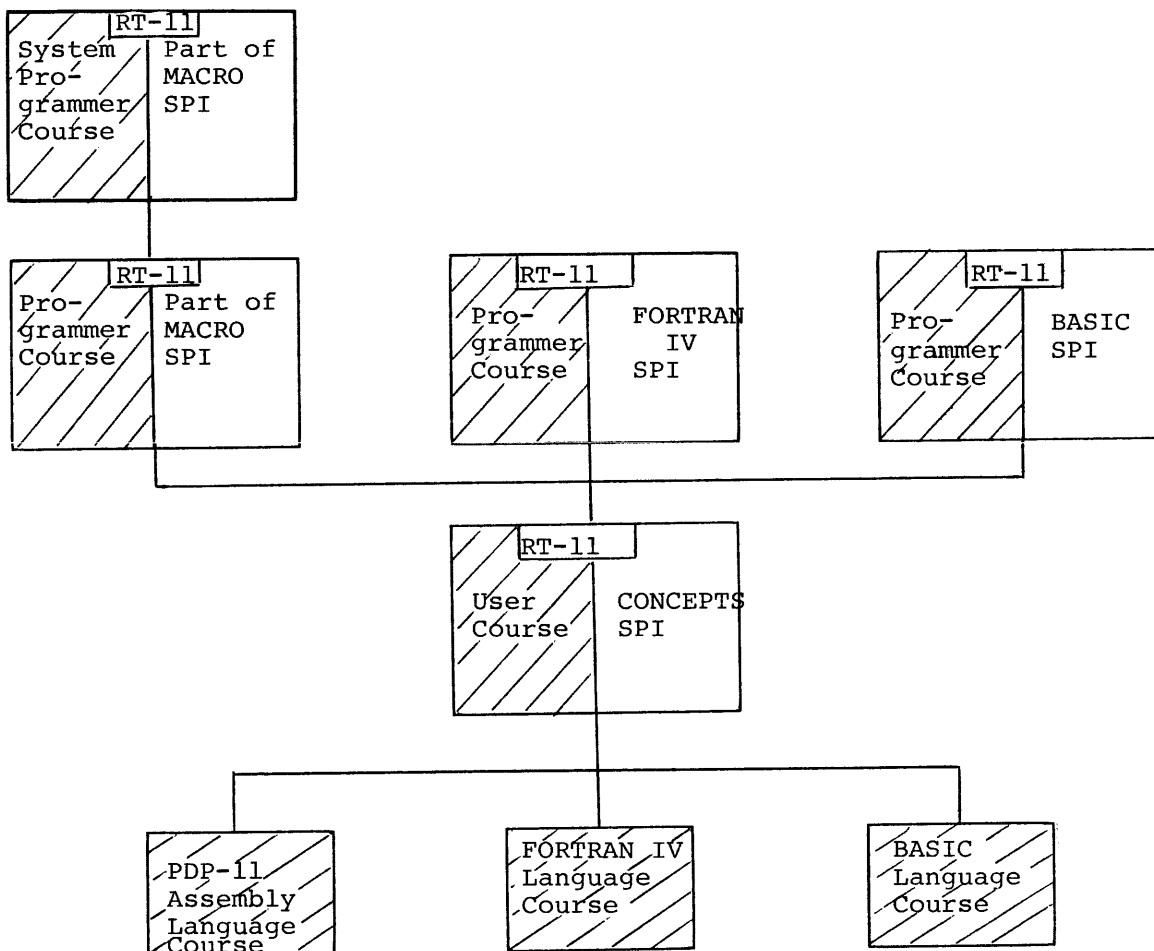 RT-11
System
Pro-
grammer
Course
Part of
MACRO
SPI
RT-11
Pro-
grammer
Course
Part of
MACRO
SPI
RT-11
Pro-
grammer
Course
FORTRAN
IV
SPI
RT-11
Pro-
grammer
Course
BASIC
SPI
RT-11
User
Course
CONCEPTS
SPI
PDP-11
Assembly
Language
Course
FORTRAN IV
Language
Course
BASIC
Language
Course